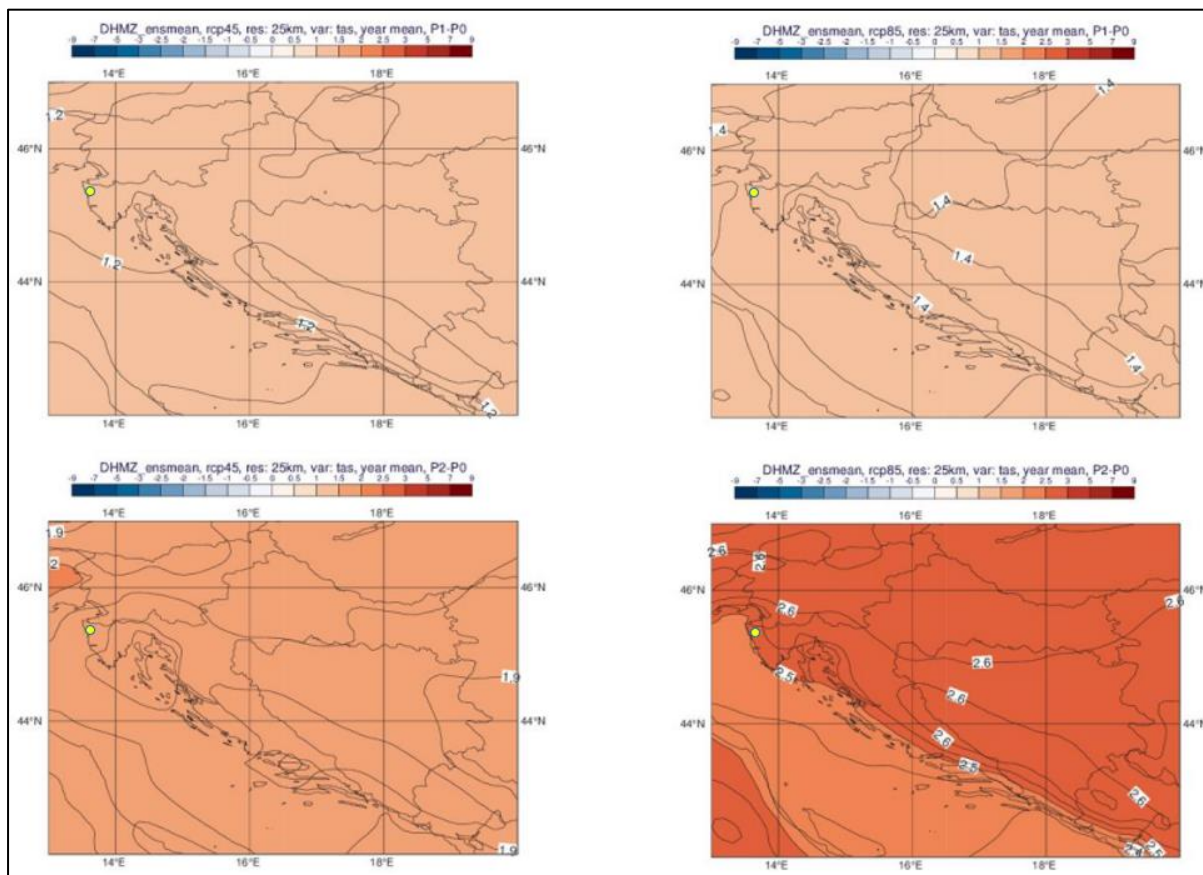 DHMZ_ensmean, rcp45, res: 25km, var: tas, year mean, P1-P0
-9 -7 -5 -3 -2.5 -2 -1.5 -1 -0.5 0 0.5 1 1.5 2 2.5 3 5 7 9
14°E 16°E 18°E
1.2
46°N
1.2
44°N
1.2
1.2
14°E 16°E 18°E
DHMZ_ensmean, rcp85, res: 25km, var: tas, year mean, P1-P0
-9 -7 -5 -3 -2.5 -2 -1.5 -1 -0.5 0 0.5 1 1.5 2 2.5 3 5 7 9
14°E 16°E 18°E
1.4
1.4
46°N 46°N
1.4
1.4
44°N 44°N
1.4
1.4
14°E 16°E 18°E
DHMZ_ensmean, rcp45, res: 25km, var: tas, year mean, P2-P0
-9 -7 -5 -3 -2.5 -2 -1.5 -1 -0.5 0 0.5 1 1.5 2 2.5 3 5 7 9
14°E 16°E 18°E
1.9
2
46°N
1.9
44°N
1.9
14°E 16°E 18°E
DHMZ_ensmean, rcp85, res: 25km, var: tas, year mean, P2-P0
-9 -7 -5 -3 -2.5 -2 -1.5 -1 -0.5 0 0.5 1 1.5 2 2.5 3 5 7 9
14°E 16°E 18°E
2.6 2.6
46°N 46°N
2.6 2.6
2.6
2.5
2.6
44°N 44°N
2.6
2.5
2.6
2.4 2.5
14°E 16°E 18°E